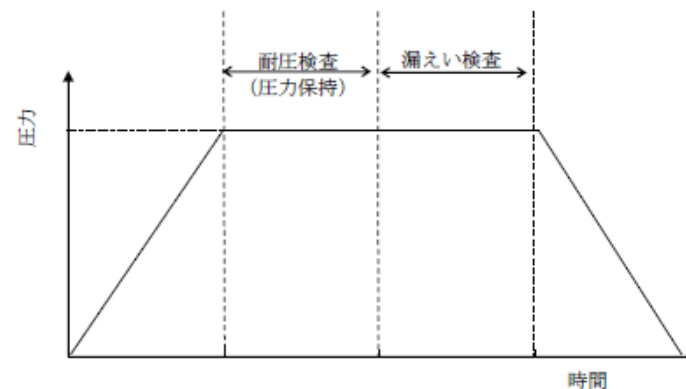 耐圧検査
（圧力保持）
漏えい検査
圧力
時間